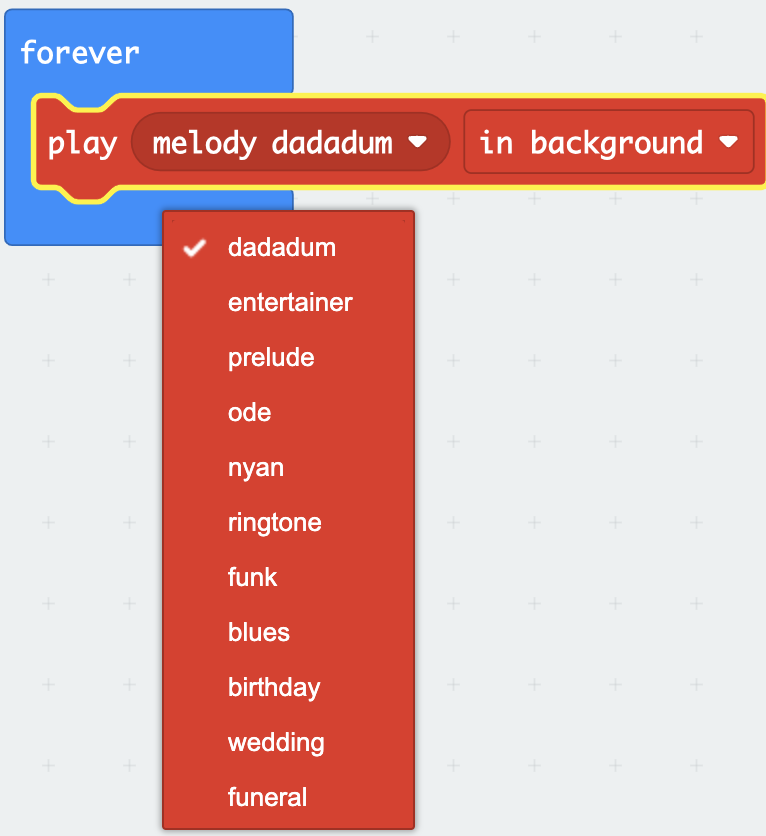 forever
play melody dadadum in background
dadadum
entertainer
prelude
ode
nyan
ringtone
funk
blues
birthday
wedding
funeral